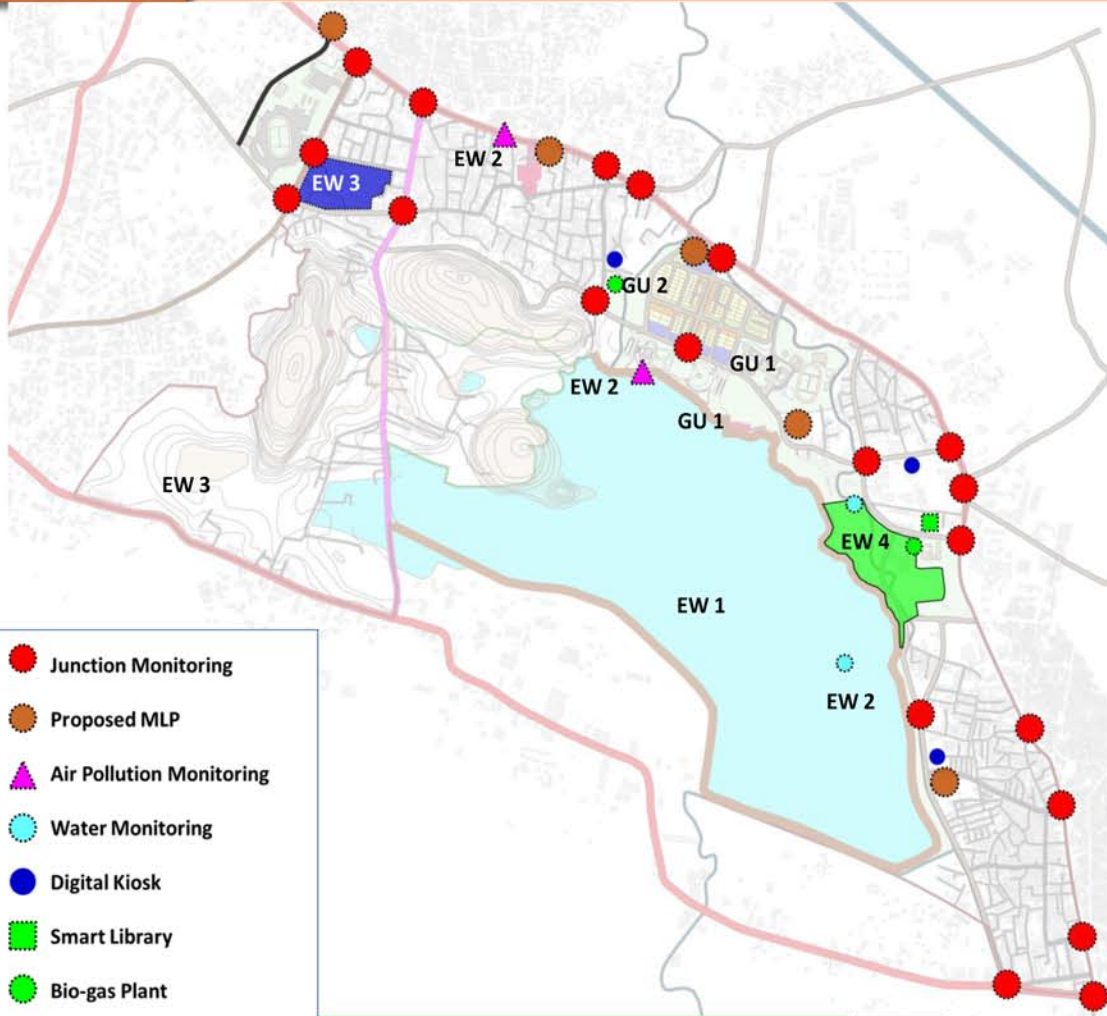 EW 2
EW 3
GU 2
GU 1
EW 2
GU 1
EW 3
EW 4
EW 1
EW 2
Junction Monitoring
Proposed MLP
Air Pollution Monitoring
Water Monitoring
Digital Kiosk
Smart Library
Bio-gas Plant